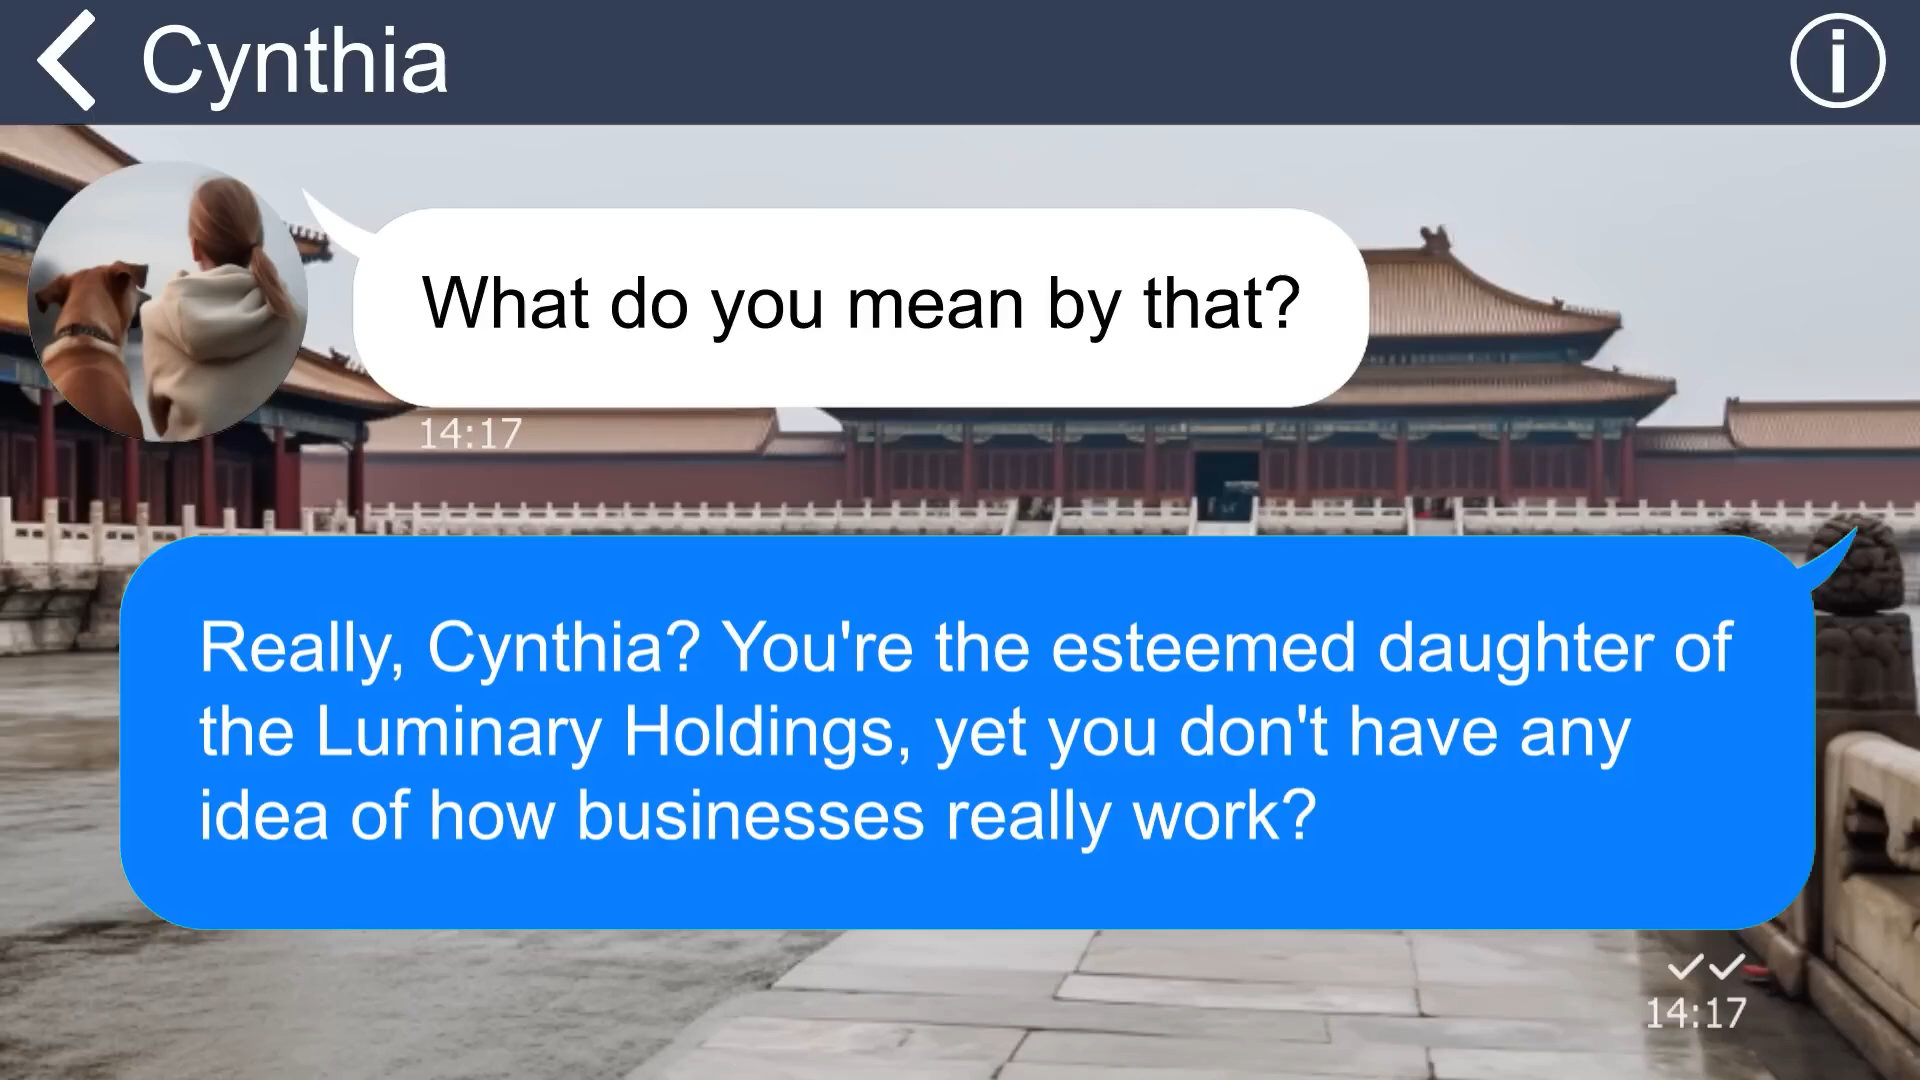 Cynthia
What do you mean by that?
14:17
Really, Cynthia? You're the esteemed daughter of
the Luminary Holdings, yet you don't have any
idea of how businesses really work?
14:17